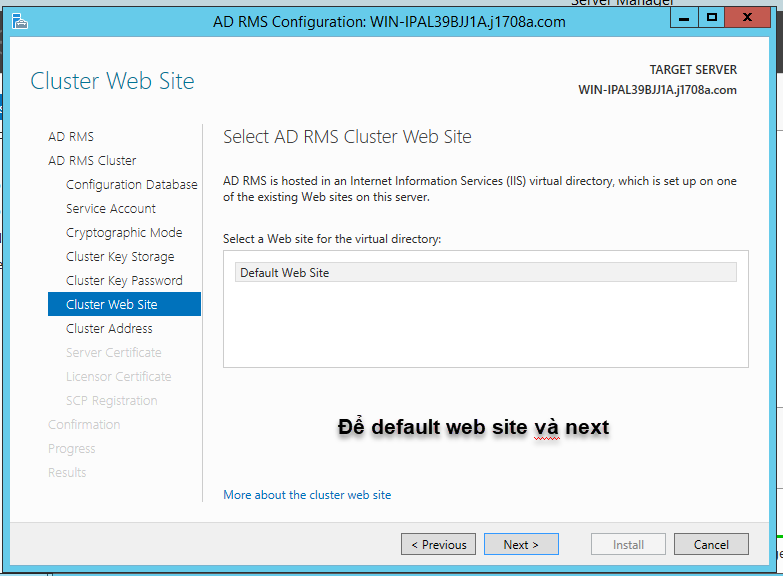 Server Manager
AD RMS Configuration: WIN-IPAL39BJJ1A.j1708a.com
Cluster Web Site
TARGET SERVER
WIN-IPAL39BJJ1A.j1708a.com
AD RMS
AD RMS Cluster
Configuration Database
Service Account
Cryptographic Mode
Cluster Key Storage
Cluster Key Password
Cluster Web Site
Cluster Address
Server Certificate
Licensor Certificate
SCP Registration
Confirmation
Progress
Results
Select AD RMS Cluster Web Site
AD RMS is hosted in an Internet Information Services (IIS) virtual directory, which is set up on one
of the existing Web sites on this server.
Select a Web site for the virtual directory:
Default Web Site
Để default web site và next
More about the cluster web site
< Previous
Next >
Install
Cancel